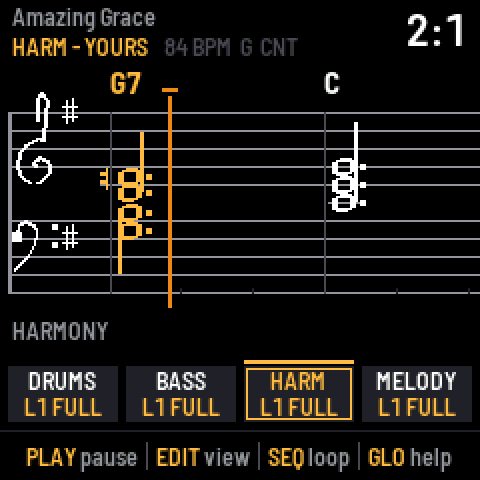 Amazing Grace
2:1
HARM - YOURS 84 BPM G CNT
G7 C
HARMONY
DRUMS BASS HARM MELODY
L1 FULL L1 FULL L1 FULL L1 FULL
PLAY pause | EDIT view | SEQ loop | GLO help